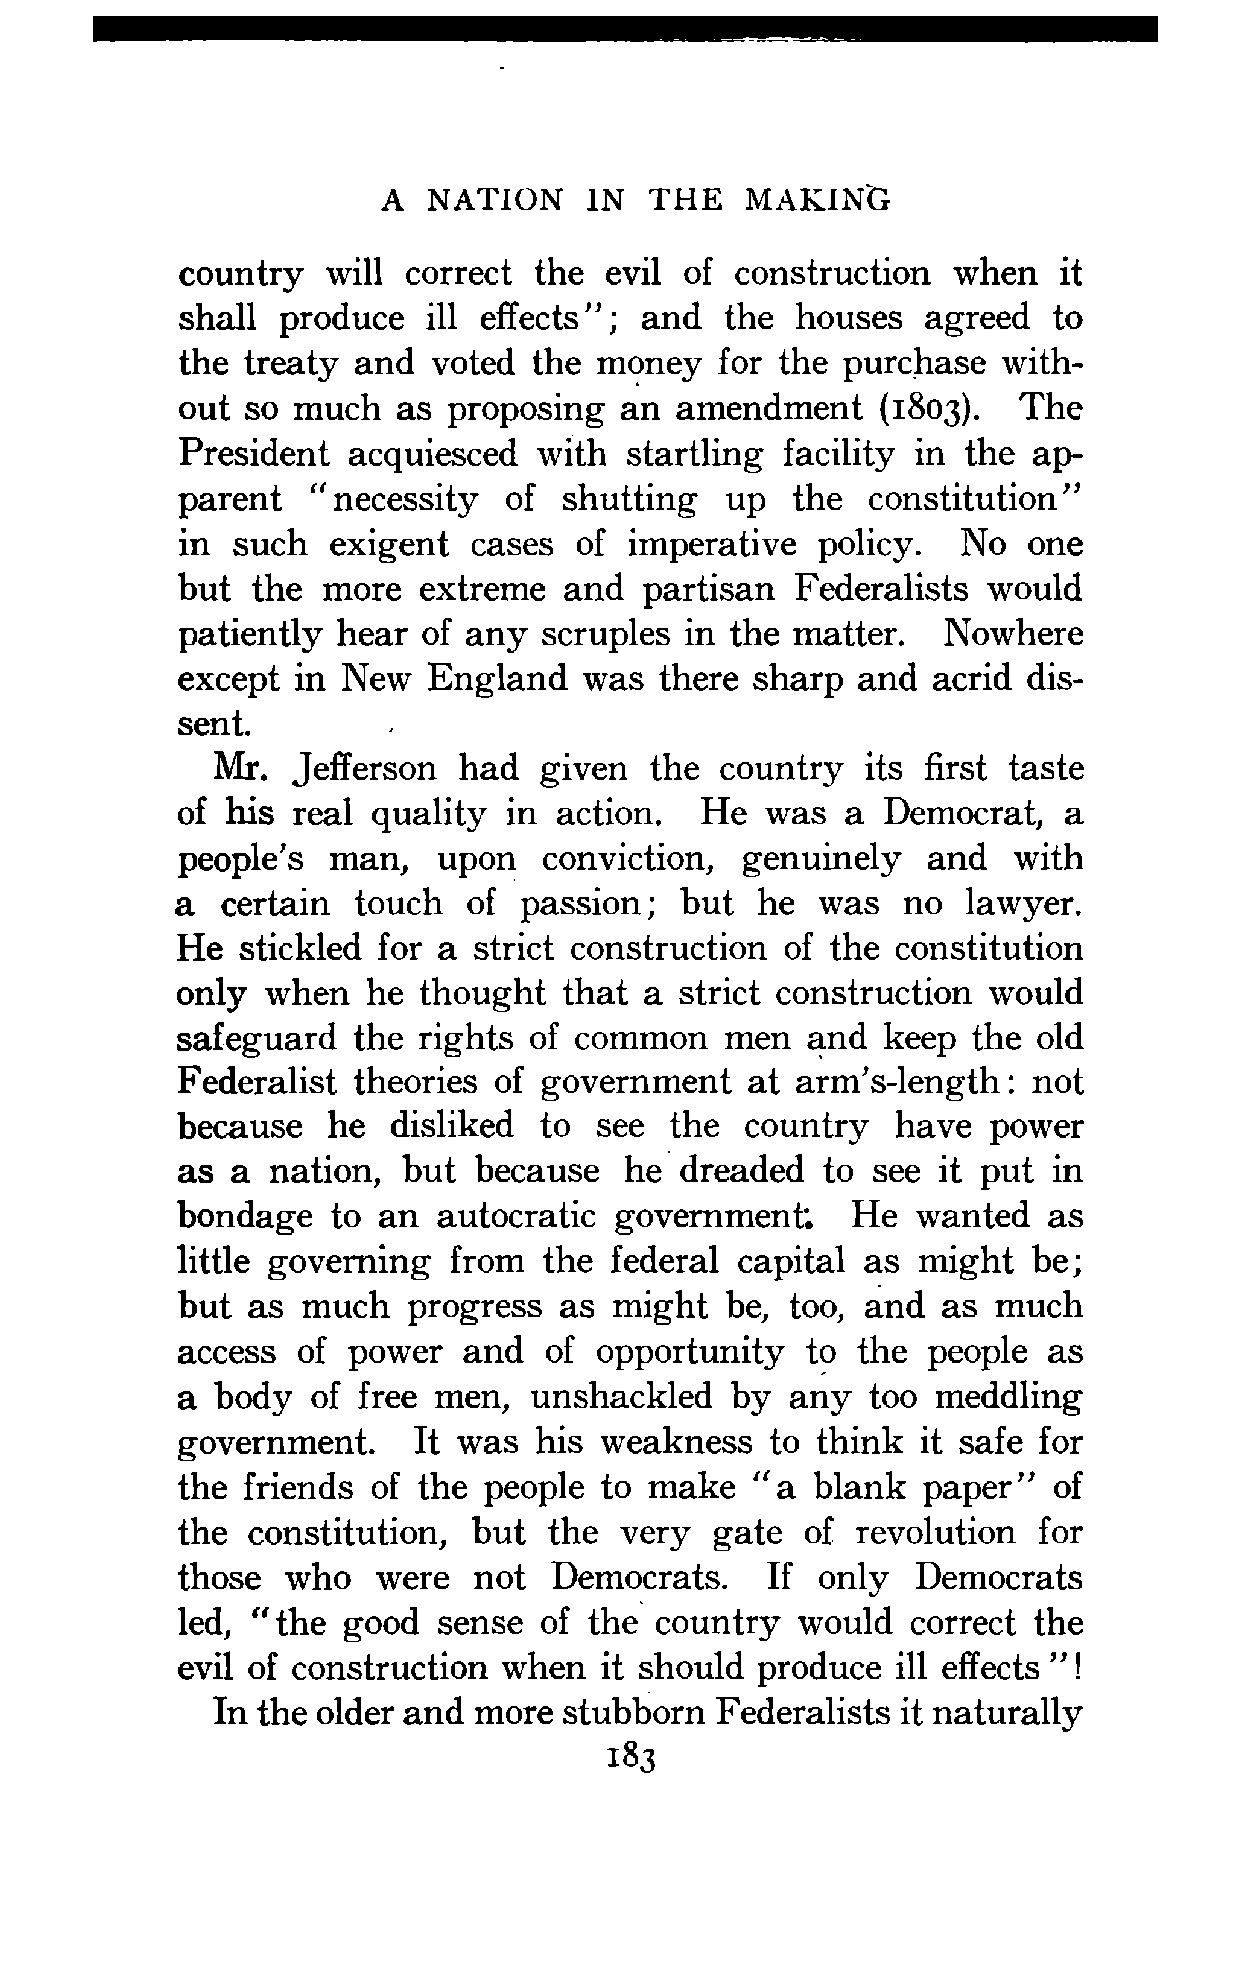 A NATION IN THE MAKING
country will correct the evil of construction when it
shall produce ill effects"; and the houses agreed to
the treaty and voted the money for the purchase with-
out so much as proposing an amendment (1803). The
President acquiesced with startling facility in the ap-
parent "necessity of shutting up the constitution"
in such exigent cases of imperative policy. No one
but the more extreme and partisan Federalists would
patiently hear of any scruples in the matter. Nowhere
except in New England was there sharp and acrid dis-
sent.
Mr. Jefferson had given the country its first taste
of his real quality in action. He was a Democrat, a
people's man, upon conviction, genuinely and with
a certain touch of passion; but he was no lawyer.
He stickled for a strict construction of the constitution
only when he thought that a strict construction would
safeguard the rights of common men and keep the old
Federalist theories of government at arm's-length: not
because he disliked to see the country have power
as a nation, but because he dreaded to see it put in
bondage to an autocratic government. He wanted as
little governing from the federal capital as might be;
but as much progress as might be, too, and as much
access of power and of opportunity to the people as
a body of free men, unshackled by any too meddling
government. It was his weakness to think it safe for
the friends of the people to make "a blank paper" of
the constitution, but the very gate of revolution for
those who were not Democrats. If only Democrats
led, "the good sense of the country would correct the
evil of construction when it should produce ill effects"!
In the older and more stubborn Federalists it naturally
183